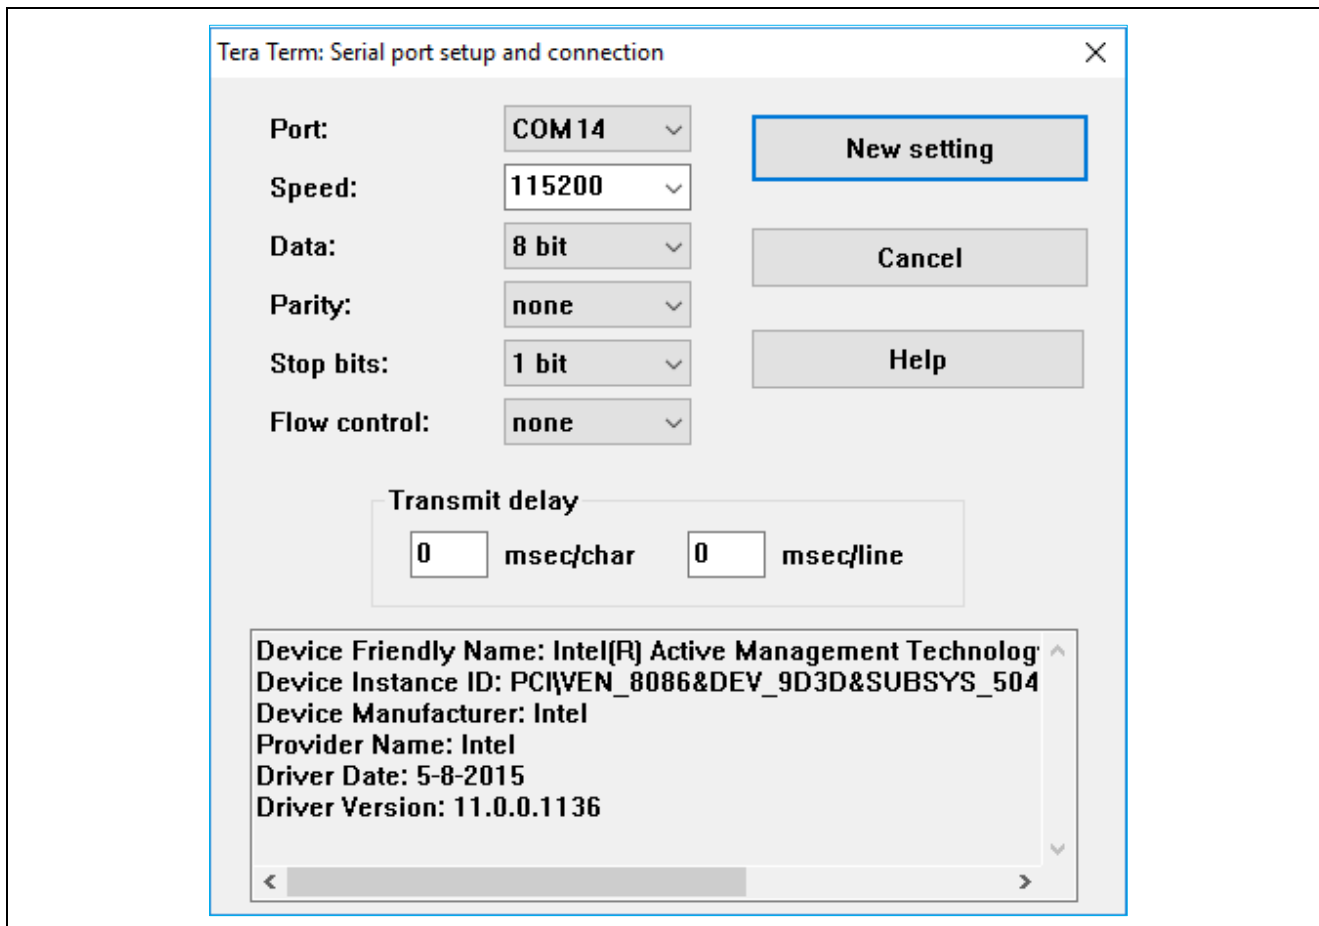 Tera Term: Serial port setup and connection
Port: COM14 New setting
Speed: 115200
Data: 8 bit Cancel
Parity: none
Stop bits: 1 bit Help
Flow control: none
Transmit delay
0 msec/char 0 msec/line
Device Friendly Name: Intel(R) Active Management Technolog
Device Instance ID: PCI\VEN_8086&DEV_9D3D&SUBSYS_504
Device Manufacturer: Intel
Provider Name: Intel
Driver Date: 5-8-2015
Driver Version: 11.0.0.1136